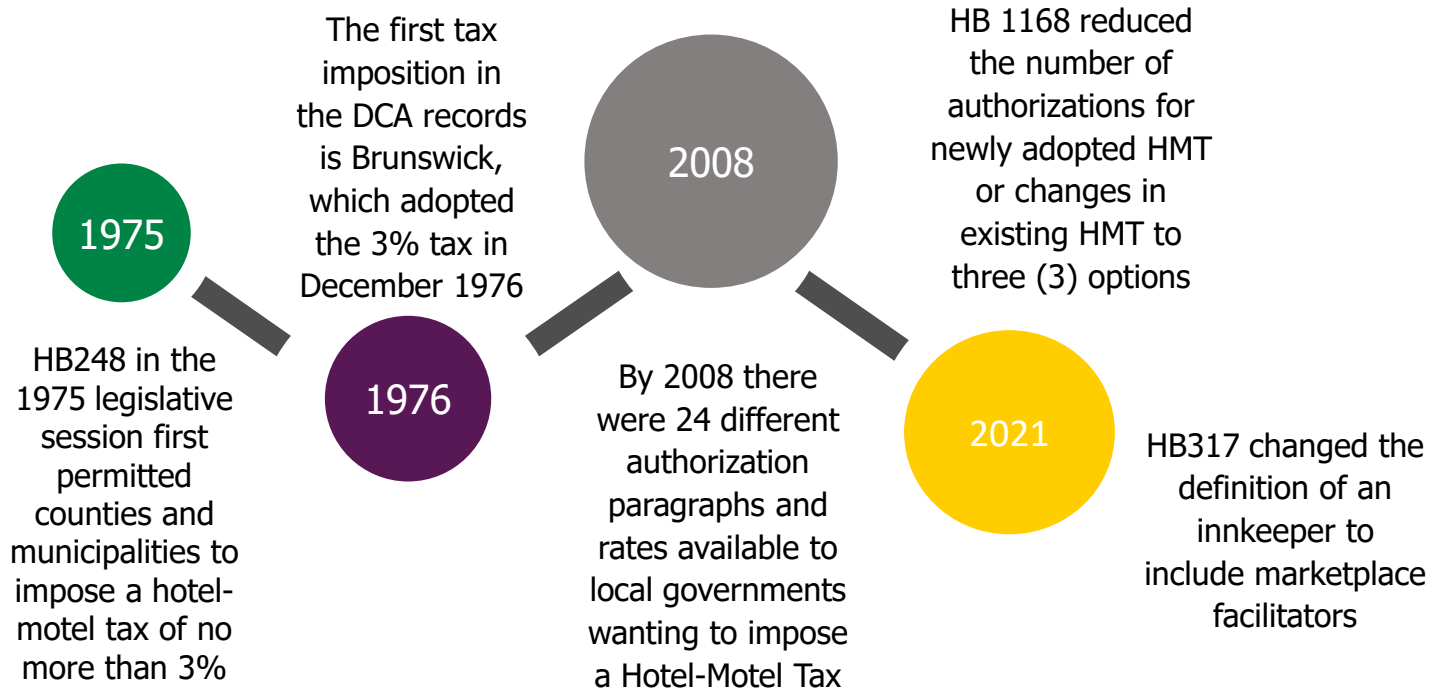 1975
HB248 in the
1975 legislative
session first
permitted
counties and
municipalities to
impose a hotel-
motel tax of no
more than 3%
The first tax
imposition in
the DCA records
is Brunswick,
which adopted
the 3% tax in
December 1976
1976
2008
By 2008 there
were 24 different
authorization
paragraphs and
rates available to
local governments
wanting to impose
a Hotel-Motel Tax
HB 1168 reduced
the number of
authorizations for
newly adopted HMT
or changes in
existing HMT to
three (3) options
2021
HB317 changed the
definition of an
innkeeper to
include marketplace
facilitators